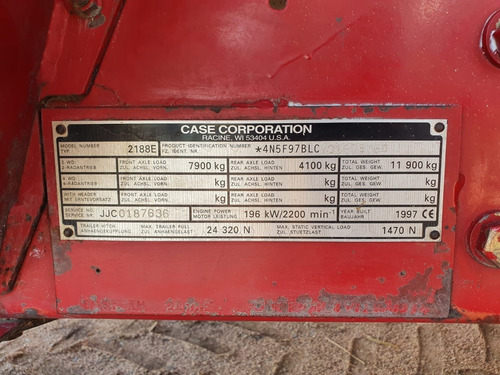 CASE CORPORATION
RACINE, WI 53404 U.S.A.
MODEL NUMBER 2188E PRODUCT IDENTIFICATION NUMBER *4N5F97BLC
TYP FZ. IDENT. NR.
2-WD FRONT AXLE LOAD 7900 kg REAR AXLE LOAD 4100 kg TOTAL WEIGHT 11 900 kg
2-RADANTRIEB ZUL. ACHSL. VORN ZUL. ACHSL. HINTEN ZUL. GES. GEW.
4-WD FRONT AXLE LOAD kg REAR AXLE LOAD kg TOTAL WEIGHT kg
4-RADANTRIEB ZUL. ACHSL. VORN ZUL. ACHSL. HINTEN ZUL. GES. GEW.
WITH HEADER FRONT AXLE LOAD kg REAR AXLE LOAD kg TOTAL WEIGHT kg
MIT ERNTEVORSATZ ZUL. ACHSL. VORN ZUL. ACHSL. HINTEN ZUL. GES. GEW.
SERVICE NO. JJC0187636 ENGINE POWER 196 kW/2200 min-1 YEAR BUILT 1997 CE
SERVICE NR. MOTOR LEISTUNG BAUJAHR
TRAILER HITCH MAX. TRAILER PULL 24 320 N MAX. STATIC VERTICAL LOAD 1470 N
ANHAENGEKUPPLUNG ZUL. ANHAENGELAST ZUL. STUETZLAST